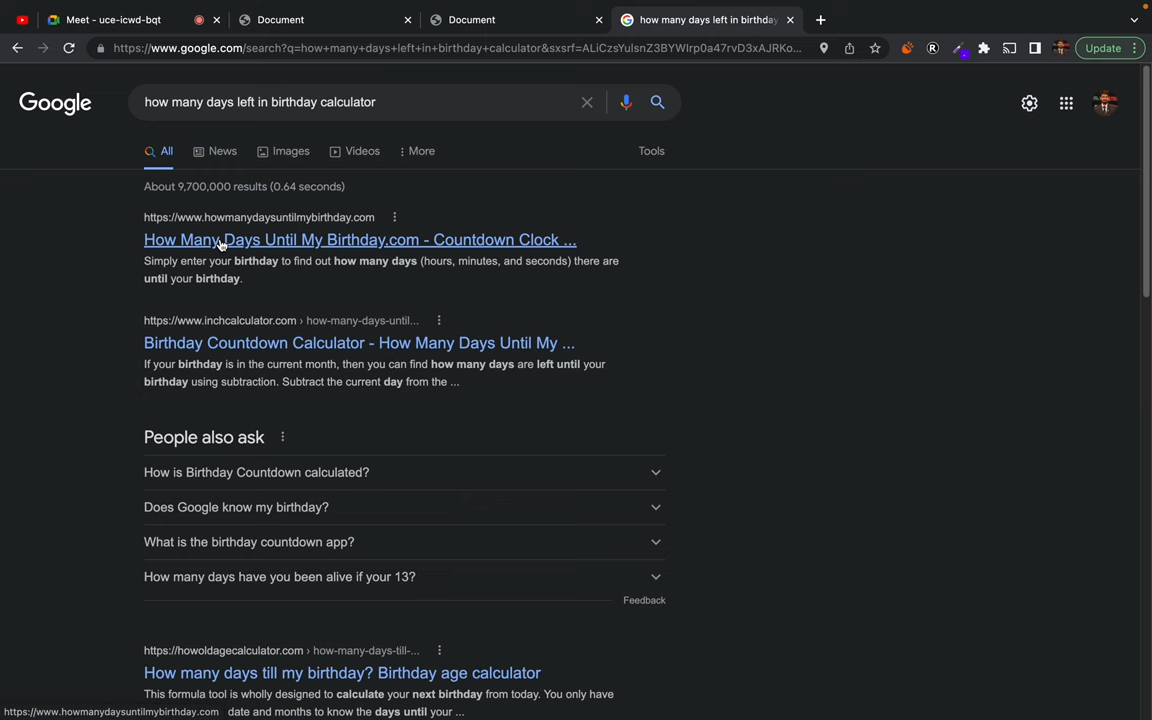 Meet - uce-icwd-bqt
Document
Document
how many days left in birthday
https://www.google.com/search?q=how+many+days+left+in+birthday+calculator&sxsrf=ALiCzsYulsnZ3BYWIrp0a47rvD3xAJRKo...
Update
Google
how many days left in birthday calculator
All
News
Images
Videos
More
Tools
About 9,700,000 results (0.64 seconds)
https://www.howmanydaysuntilmybirthday.com
How Many Days Until My Birthday.com - Countdown Clock ...
Simply enter your birthday to find out how many days (hours, minutes, and seconds) there are
until your birthday.
https://www.inchcalculator.com › how-many-days-until...
Birthday Countdown Calculator - How Many Days Until My ...
If your birthday is in the current month, then you can find how many days are left until your
birthday using subtraction. Subtract the current day from the ...
People also ask
How is Birthday Countdown calculated?
Does Google know my birthday?
What is the birthday countdown app?
How many days have you been alive if your 13?
Feedback
https://howoldagecalculator.com › how-many-days-till-...
How many days till my birthday? Birthday age calculator
This formula tool is wholly designed to calculate your next birthday from today. You only have
date and months to know the days until your ...
https://www.howmanydaysuntilmybirthday.com